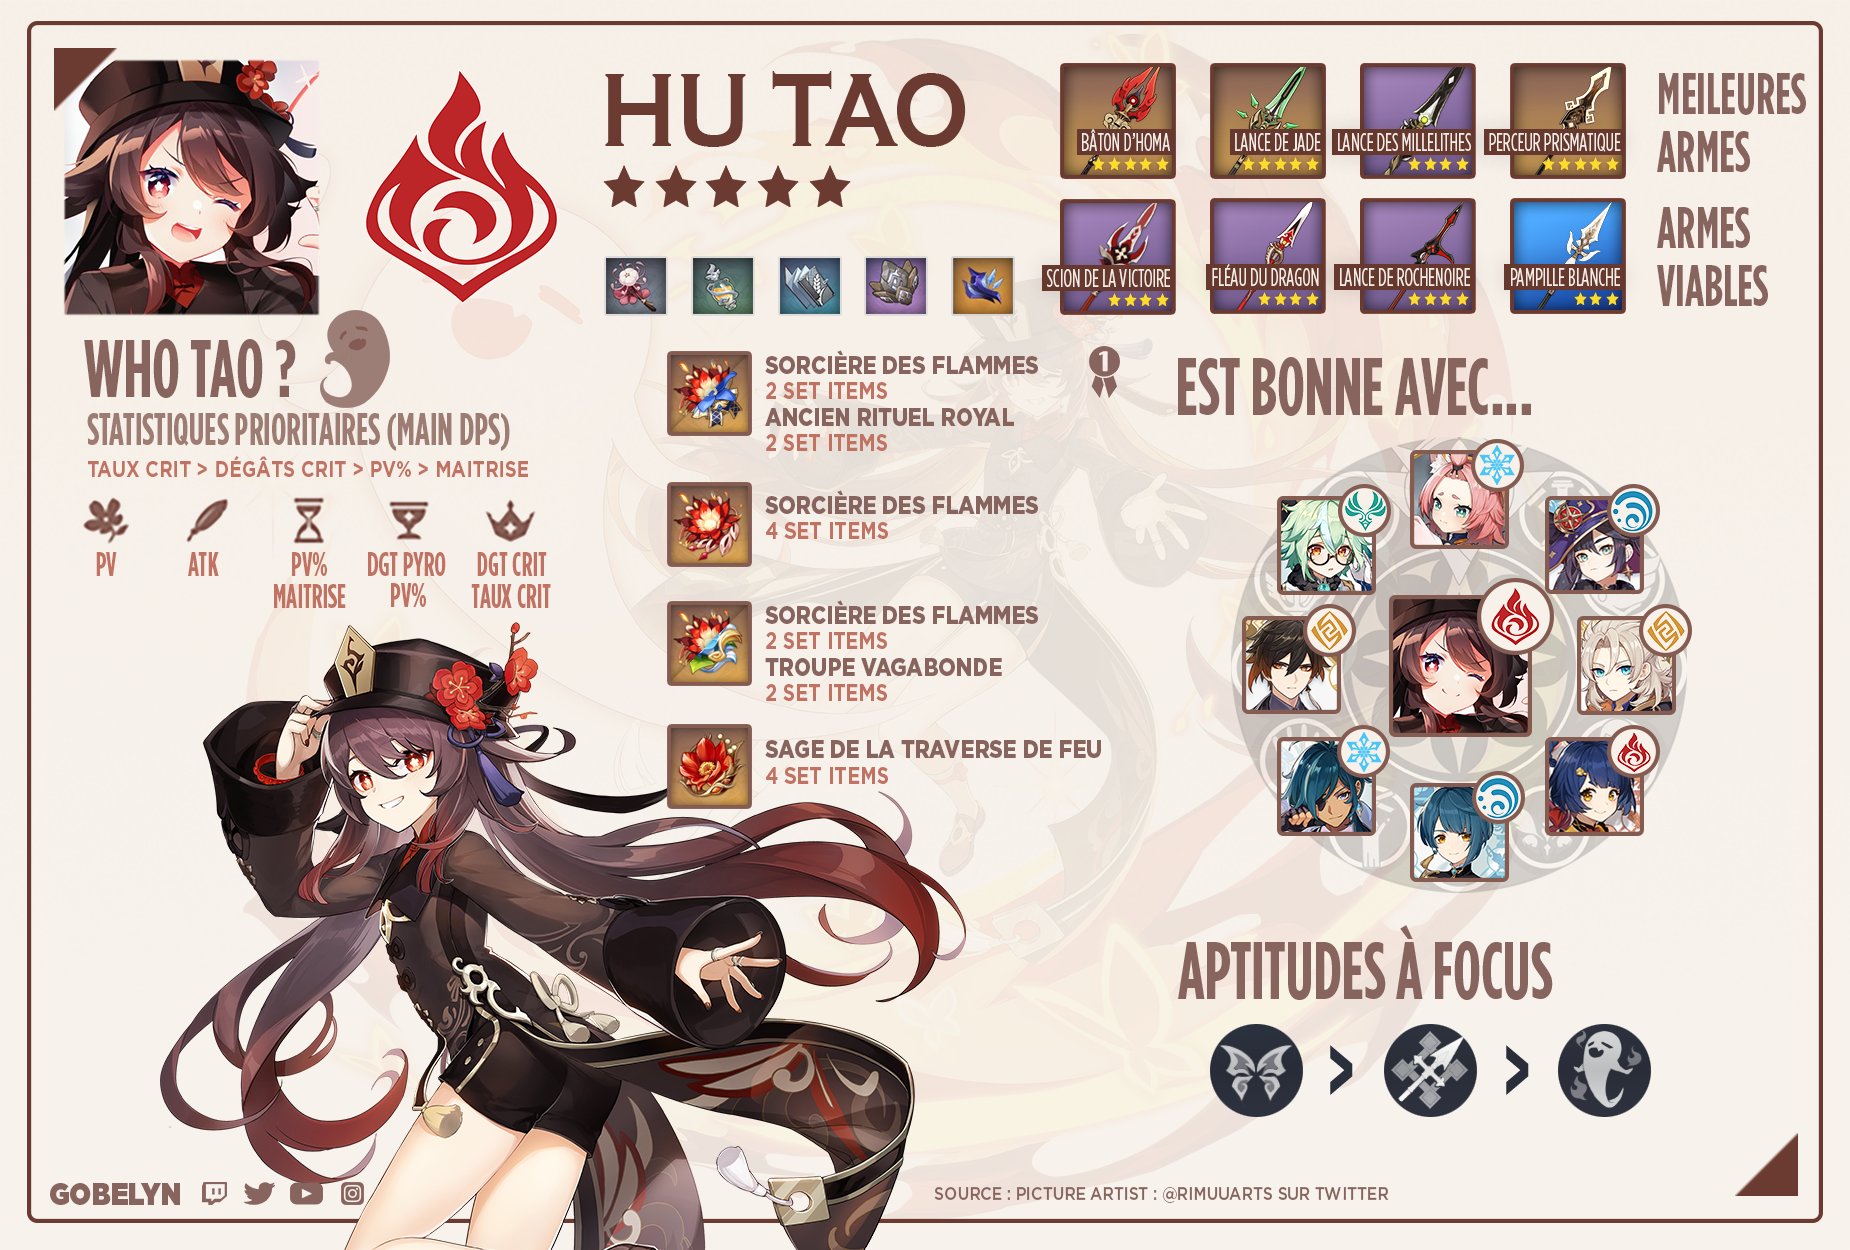 HU TAO
BÂTON D'HOMA
LANCE DE JADE
LANCE DES MILLELITHES
PERCEUR PRISMATIQUE
MEILEURES
ARMES
SCION DE LA VICTOIRE
FLÉAU DU DRAGON
LANCE DE ROCHENOIRE
PAMPILLE BLANCHE
ARMES
VIABLES
WHO TAO ?
STATISTIQUES PRIORITAIRES (MAIN DPS)
TAUX CRIT > DÉGÂTS CRIT > PV% > MAITRISE
PV
ATK
PV%
MAITRISE
DGT PYRO
PV%
DGT CRIT
TAUX CRIT
SORCIÈRE DES FLAMMES
2 SET ITEMS
ANCIEN RITUEL ROYAL
2 SET ITEMS
1
SORCIÈRE DES FLAMMES
4 SET ITEMS
SORCIÈRE DES FLAMMES
2 SET ITEMS
TROUPE VAGABONDE
2 SET ITEMS
SAGE DE LA TRAVERSE DE FEU
4 SET ITEMS
EST BONNE AVEC...
APTITUDES À FOCUS
> >
GOBELYN
SOURCE : PICTURE ARTIST : @RIMUUARTS SUR TWITTER